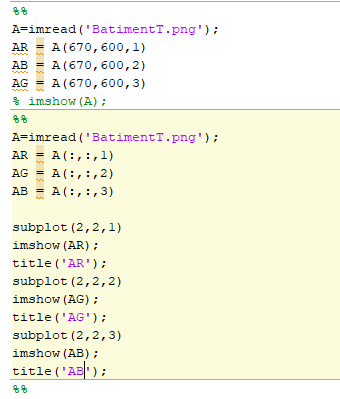 %%
A=imread('BatimentT.png');
AR = A(670,600,1)
AB = A(670,600,2)
AG = A(670,600,3)
% imshow(A);
%%
A=imread('BatimentT.png');
AR = A(:,:,1)
AG = A(:,:,2)
AB = A(:,:,3)
subplot(2,2,1)
imshow(AR);
title('AR');
subplot(2,2,2)
imshow(AG);
title('AG');
subplot(2,2,3)
imshow(AB);
title('AB');
%%